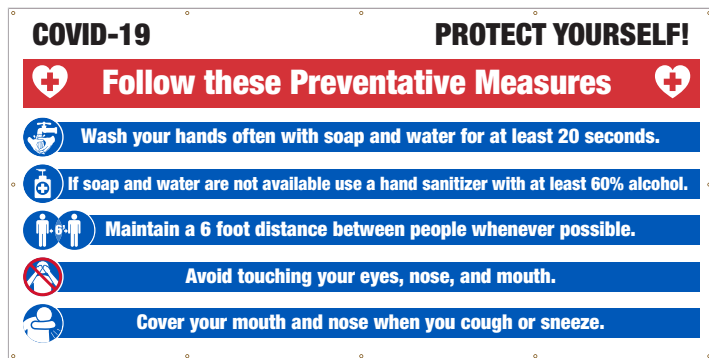 COVID-19 PROTECT YOURSELF!
Follow these Preventative Measures
Wash your hands often with soap and water for at least 20 seconds.
If soap and water are not available use a hand sanitizer with at least 60% alcohol.
6'
Maintain a 6 foot distance between people whenever possible.
Avoid touching your eyes, nose, and mouth.
Cover your mouth and nose when you cough or sneeze.